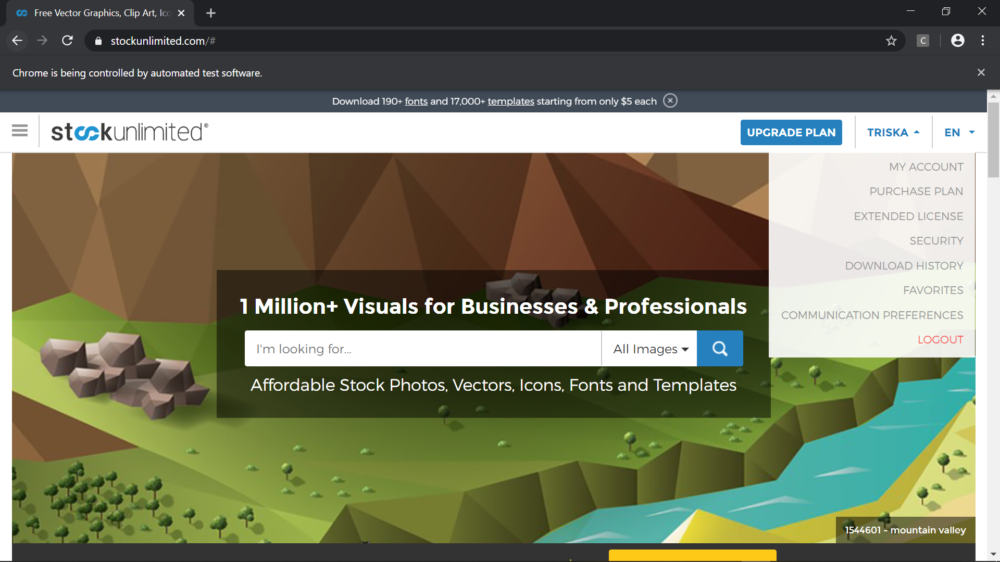 Free Vector Graphics, Clip Art, Ico
stockunlimited.com/#
C
Chrome is being controlled by automated test software.
Download 190+ fonts and 17,000+ templates starting from only $5 each
stockunlimited®
UPGRADE PLAN
TRISKA
EN
MY ACCOUNT
PURCHASE PLAN
EXTENDED LICENSE
SECURITY
DOWNLOAD HISTORY
FAVORITES
COMMUNICATION PREFERENCES
LOGOUT
1 Million+ Visuals for Businesses & Professionals
I'm looking for...
All Images
Affordable Stock Photos, Vectors, Icons, Fonts and Templates
1544601 - mountain valley